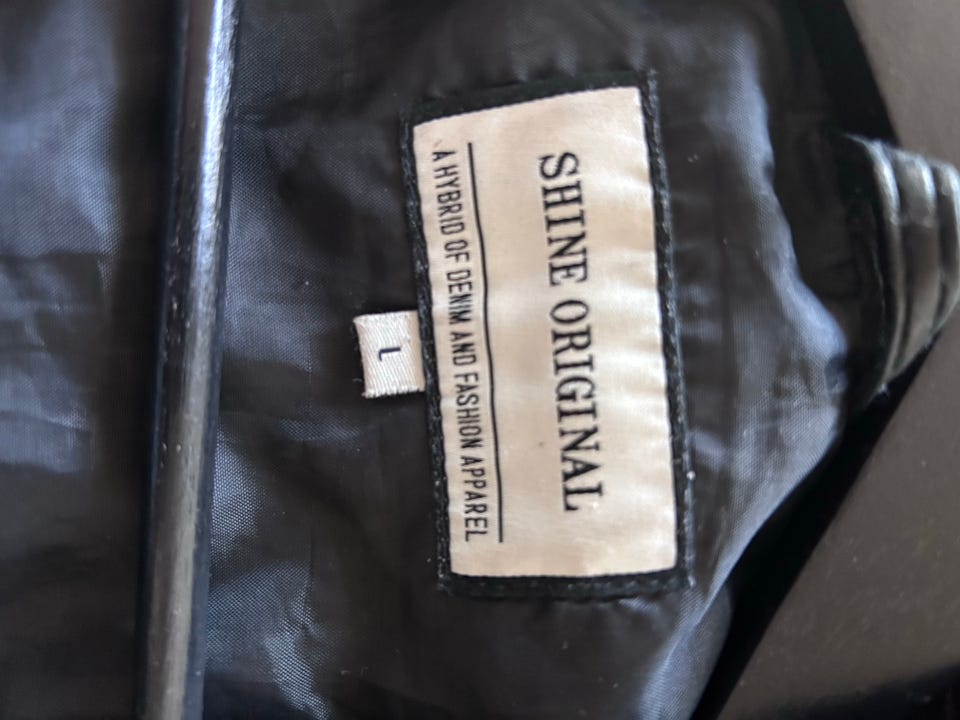 SHINE ORIGINAL
A HYBRID OF DENIM AND FASHION APPAREL
L